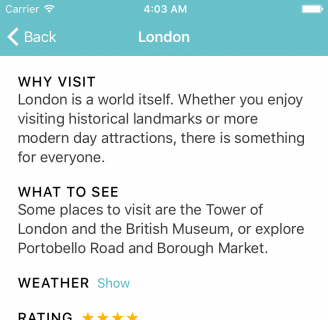 Carrier 4:03 AM
Back London
WHY VISIT
London is a world itself. Whether you enjoy
visiting historical landmarks or more
modern day attractions, there is something
for everyone.
WHAT TO SEE
Some places to visit are the Tower of
London and the British Museum, or explore
Portobello Road and Borough Market.
WEATHER Show
RATING ★★★★